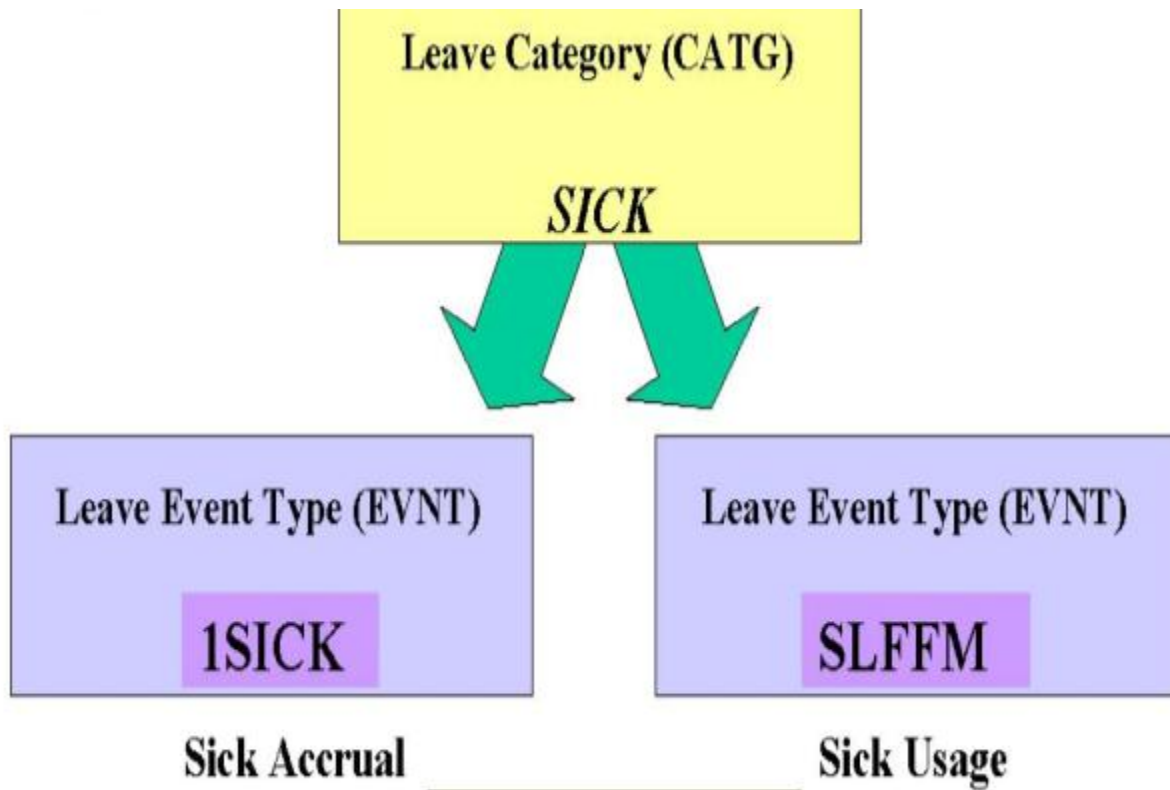 Leave Category (CATG)
SICK
Leave Event Type (EVNT)
1SICK
Sick Accrual
Leave Event Type (EVNT)
SLFFM
Sick Usage